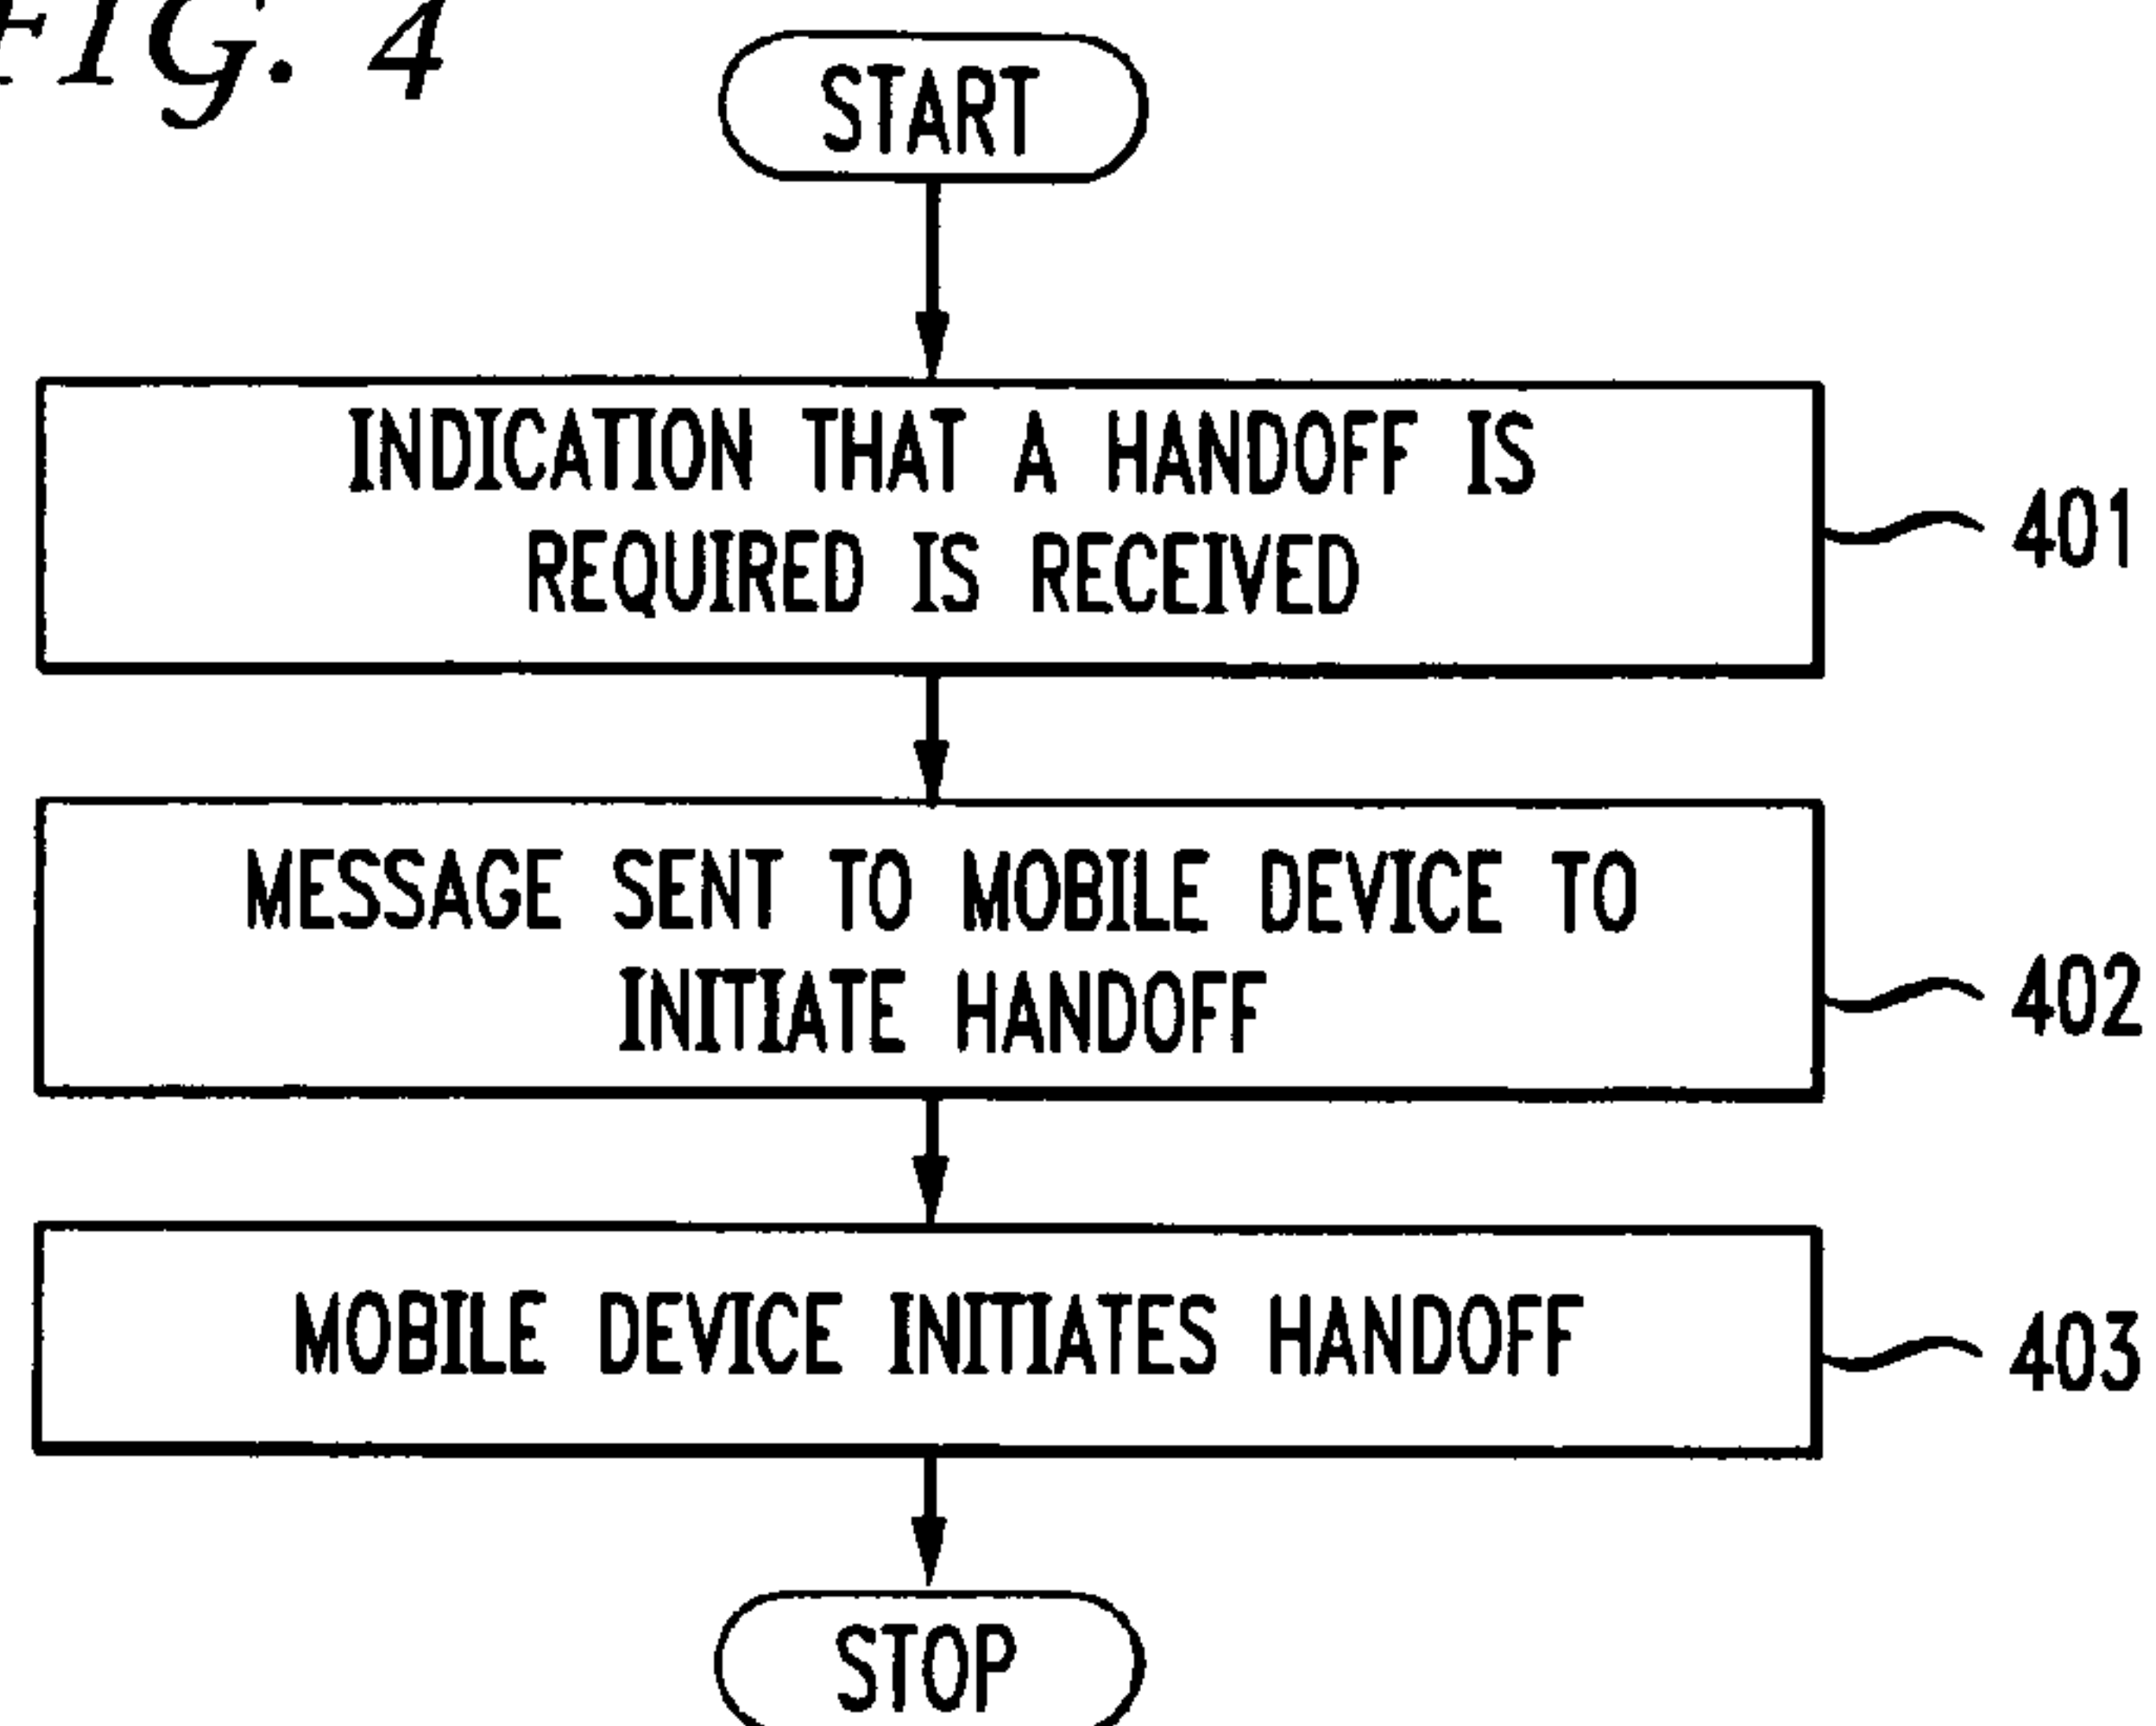 FIG. 4
START
INDICATION THAT A HANDOFF IS
REQUIRED IS RECEIVED
401
MESSAGE SENT TO MOBILE DEVICE TO
INITIATE HANDOFF
402
MOBILE DEVICE INITIATES HANDOFF
403
STOP